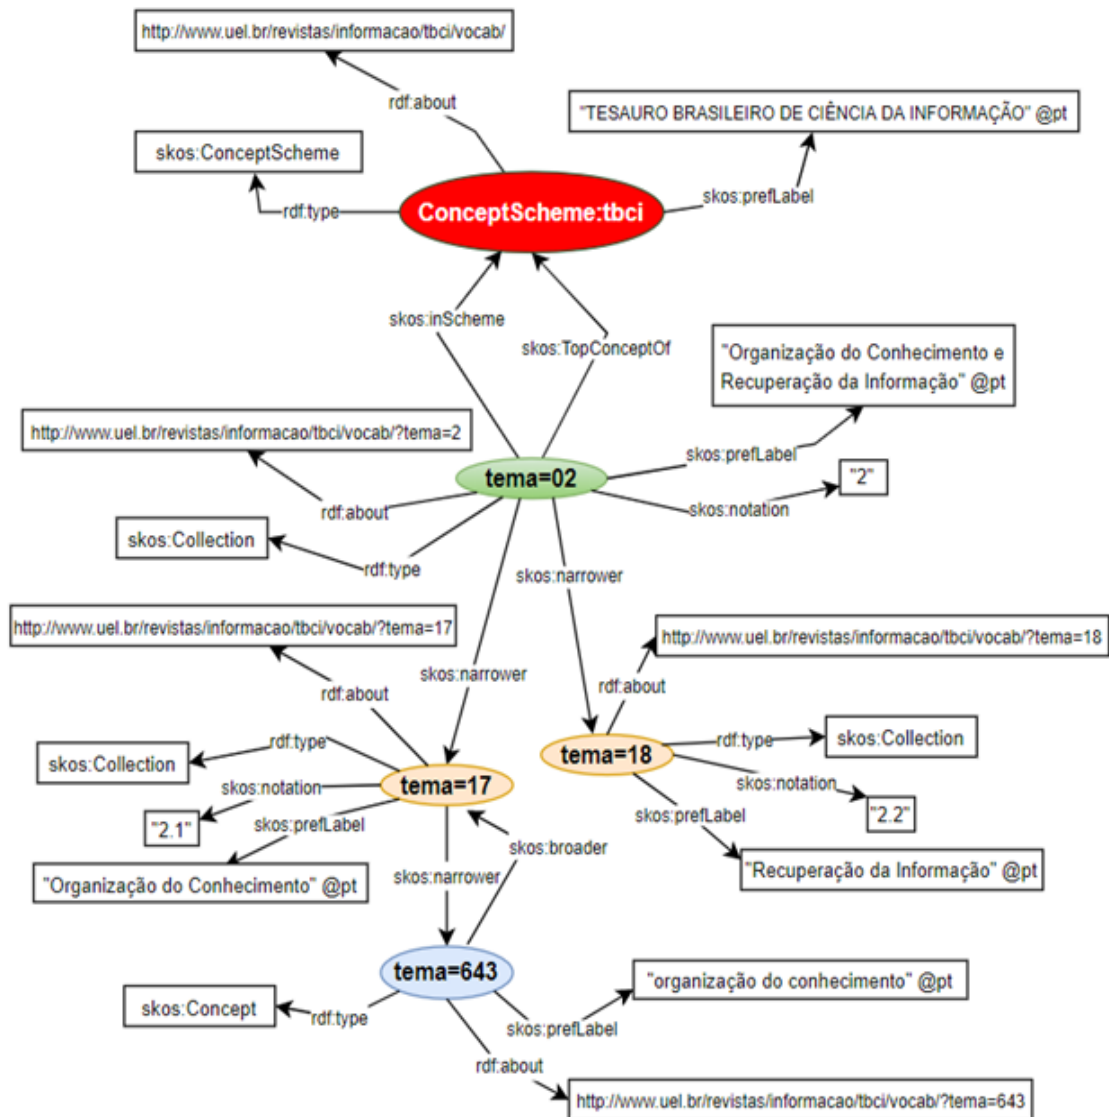 http://www.uel.br/revistas/informacao/tbci/vocab/
rdf:about
"TESAURO BRASILEIRO DE CIÊNCIA DA INFORMAÇÃO" @pt
skos:ConceptScheme
rdf:type
ConceptScheme:tbci
skos:prefLabel
skos:inScheme
skos:TopConceptOf
"Organização do Conhecimento e
Recuperação da Informação" @pt
http://www.uel.br/revistas/informacao/tbci/vocab/?tema=2
skos:prefLabel
tema=02
"2"
rdf:about
skos:notation
skos:Collection
rdf:type
skos:narrower
http://www.uel.br/revistas/informacao/tbci/vocab/?tema=17
http://www.uel.br/revistas/informacao/tbci/vocab/?tema=18
skos:narrower
rdf:about
rdf:about
rdf:type
skos:Collection
tema=18
rdf:type
skos:Collection
tema=17
skos:notation
skos:notation
"2.1"
skos:prefLabel
skos:prefLabel
"2.2"
"Organização do Conhecimento" @pt
skos:broader
"Recuperação da Informação" @pt
skos:narrower
tema=643
"organização do conhecimento" @pt
skos:Concept
rdf:type
skos:prefLabel
rdf:about
http://www.uel.br/revistas/informacao/tbci/vocab/?tema=643